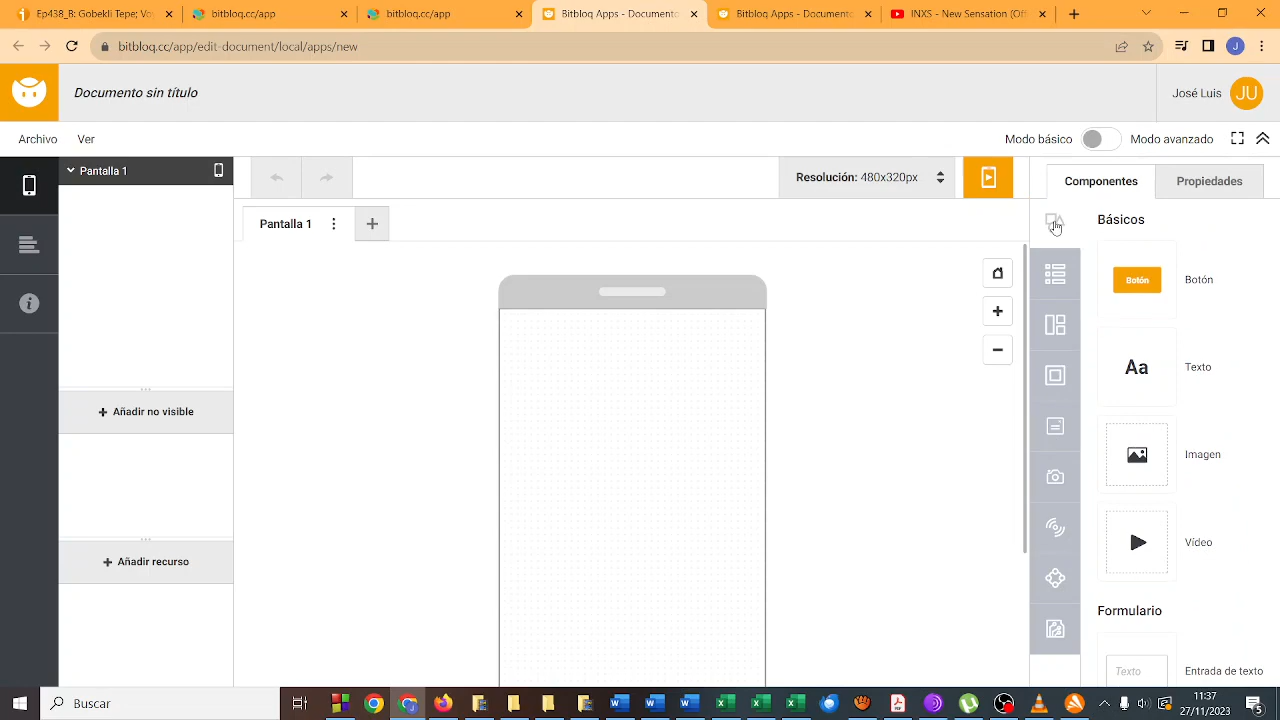 Ep438_B: Gobekli Tepe; Vo
bitbloq.cc/app
bitbloq.cc/app
Bitbloq Apps - Documento
Bitbloq Apps - Documento
INXS - New Sensation (Off
bitbloq.cc/app/edit-document/local/apps/new
J
Documento sin título
José Luis
JU
Archivo
Ver
Modo básico
Modo avanzado
Pantalla 1
Resolución: 480x320px
Componentes
Propiedades
Pantalla 1
Básicos
Botón
Botón
Aa
Texto
Imagen
Añadir no visible
Vídeo
Añadir recurso
Formulario
Texto
Entrada de texto
Buscar
11:37
27/11/2023